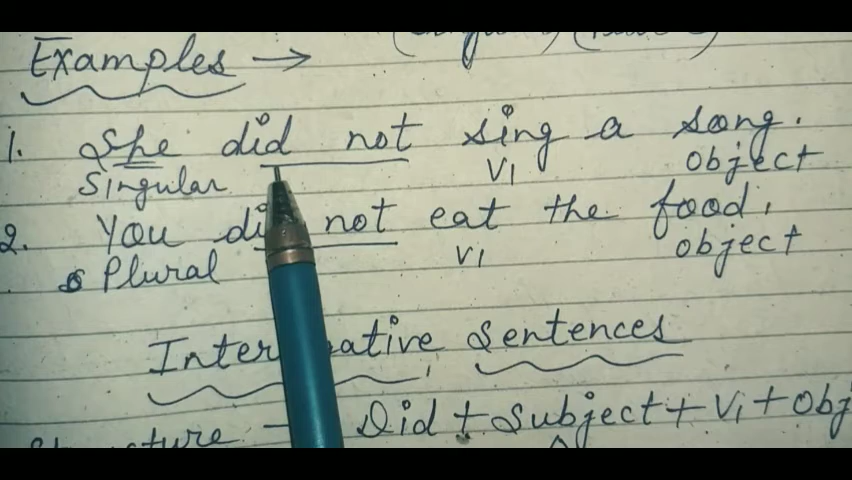 Examples →
1. She did not sing a song.
Singular V1 object
2. You did not eat the food.
Plural V1 object
Sentences
Did + Subject + V1 + Obj